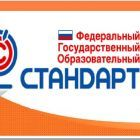 Федеральный
Государственный
Образовательный
СТАНДАРТ